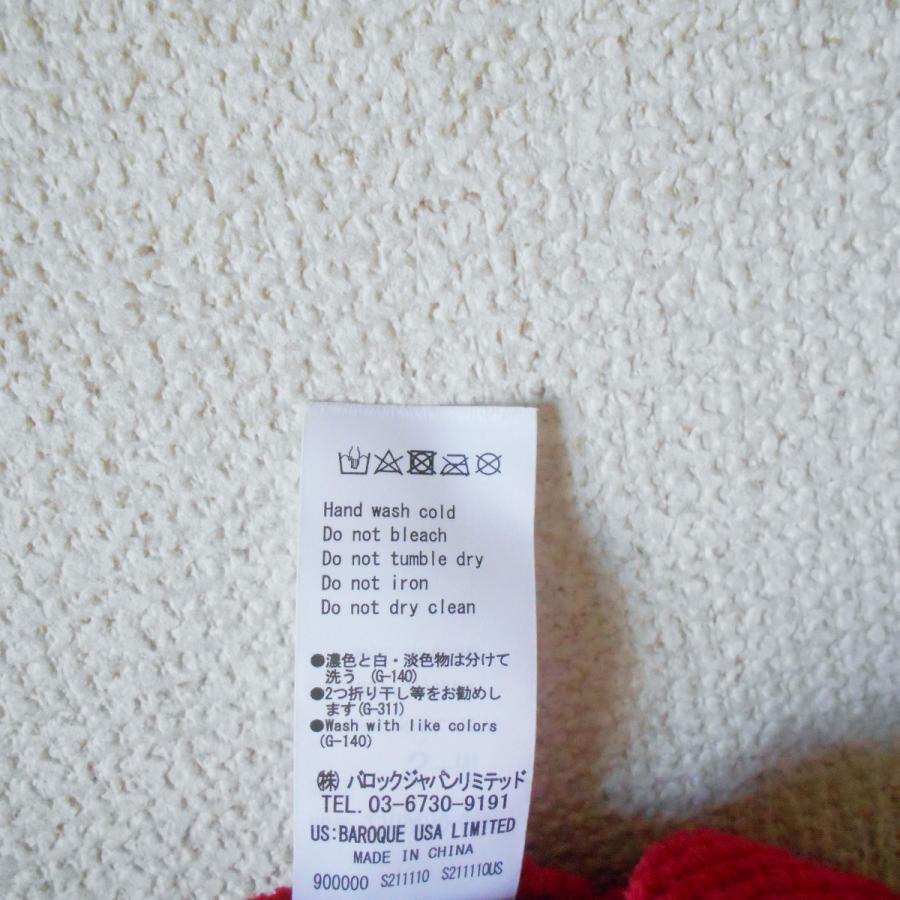 Hand wash cold
Do not bleach
Do not tumble dry
Do not iron
Do not dry clean
●濃色と白・淡色物は分けて
洗う (G-140)
●2つ折り干し等をお勧めし
ます(G-311)
●Wash with like colors
(G-140)
㈱ バロックジャパンリミテッド
TEL. 03-6730-9191
US:BAROQUE USA LIMITED
MADE IN CHINA
900000 S211110 S211110US